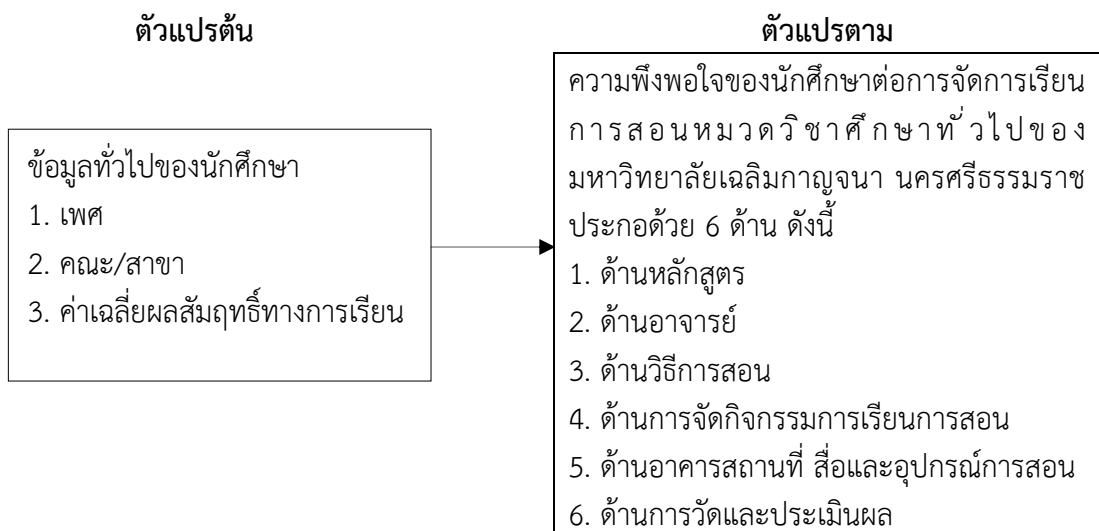 ตัวแปรต้น
ตัวแปรตาม
ข้อมูลทั่วไปของนักศึกษา
1. เพศ
2. คณะ/สาขา
3. ค่าเฉลี่ยผลสัมฤทธิ์ทางการเรียน
ความพึงพอใจของนักศึกษาต่อการจัดการเรียน
การสอนหมวดวิชาศึกษาทั่วไปของ
มหาวิทยาลัยเฉลิมกาญจนา นครศรีธรรมราช
ประกอด้วย 6 ด้าน ดังนี้
1. ด้านหลักสูตร
2. ด้านอาจารย์
3. ด้านวิธีการสอน
4. ด้านการจัดกิจกรรมการเรียนการสอน
5. ด้านอาคารสถานที่ สื่อและอุปกรณ์การสอน
6. ด้านการวัดและประเมินผล